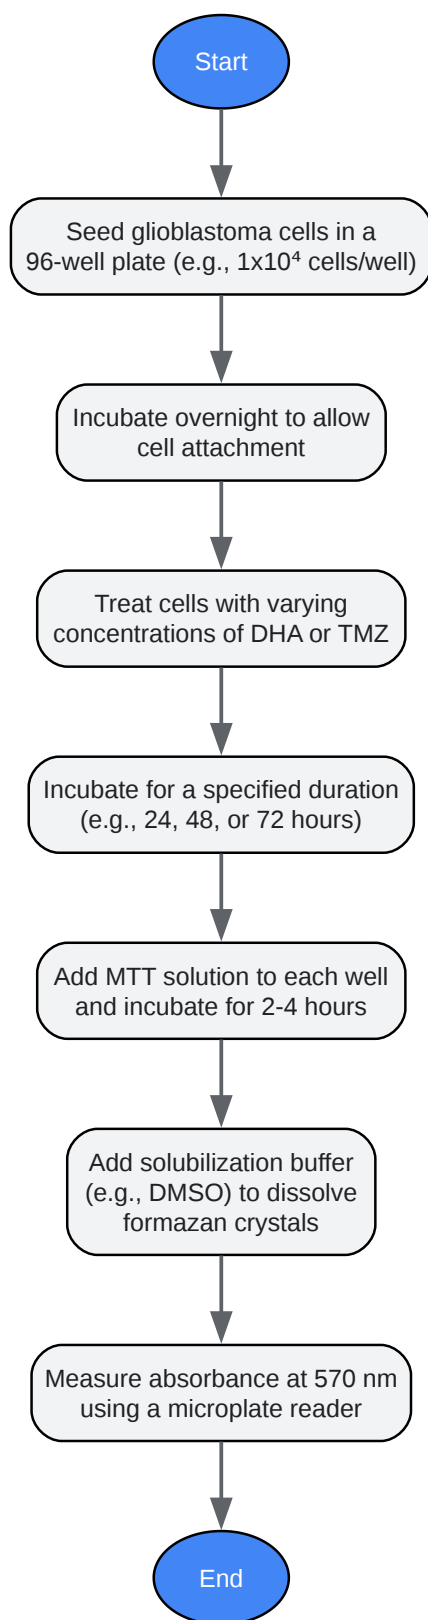 Start
Seed glioblastoma cells in a
96-well plate (e.g., 1x10⁴ cells/well)
Incubate overnight to allow
cell attachment
Treat cells with varying
concentrations of DHA or TMZ
Incubate for a specified duration
(e.g., 24, 48, or 72 hours)
Add MTT solution to each well
and incubate for 2-4 hours
Add solubilization buffer
(e.g., DMSO) to dissolve
formazan crystals
Measure absorbance at 570 nm
using a microplate reader
End